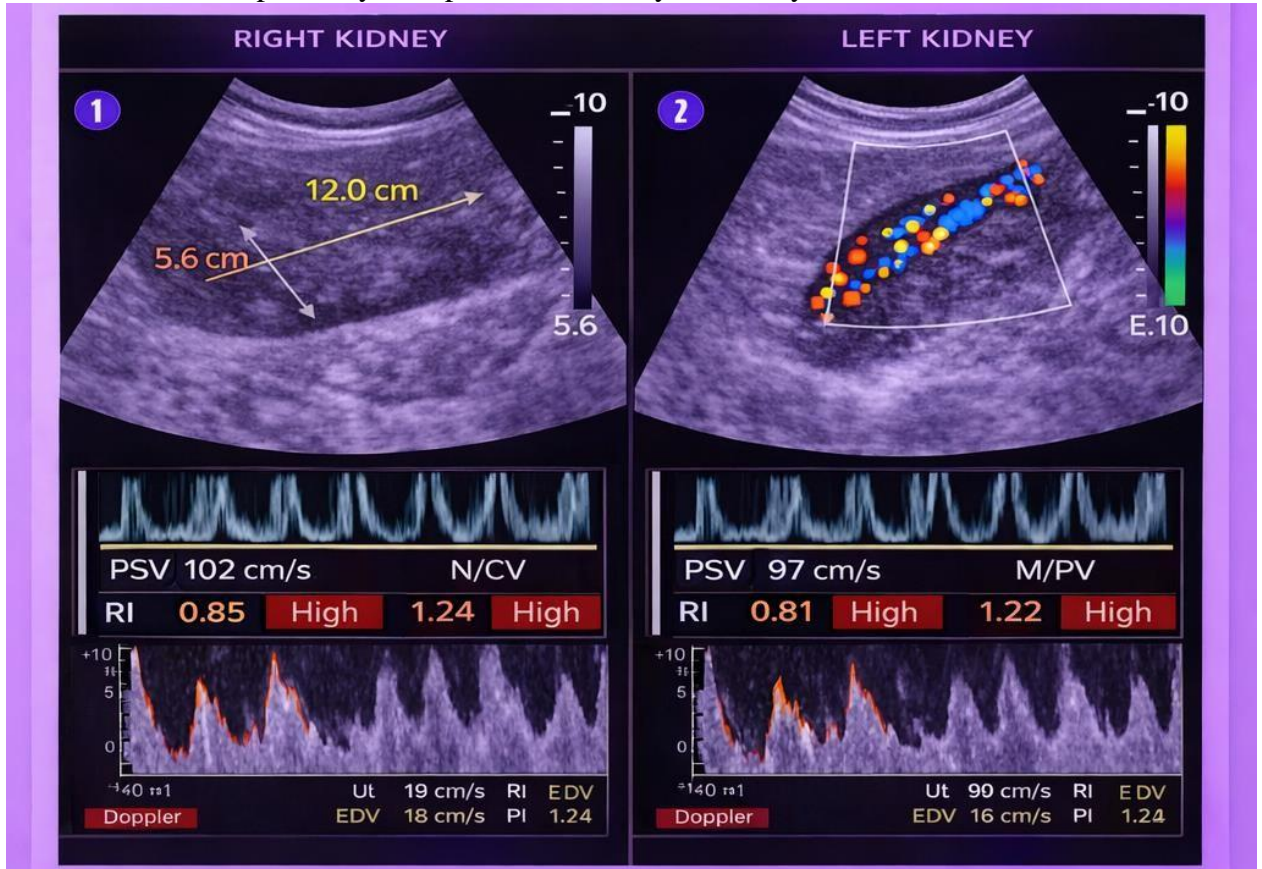 RIGHT KIDNEY
LEFT KIDNEY
1
10
12.0 cm
5.6 cm
5.6
2
-10
E.10
PSV 102 cm/s N/CV
RI 0.85 High 1.24 High
PSV 97 cm/s M/PV
RI 0.81 High 1.22 High
+10
5
0
Ut 19 cm/s RI EDV
EDV 18 cm/s PI 1.24
Doppler
+10
5
0
Ut 90 cm/s RI EDV
EDV 16 cm/s PI 1.24
Doppler